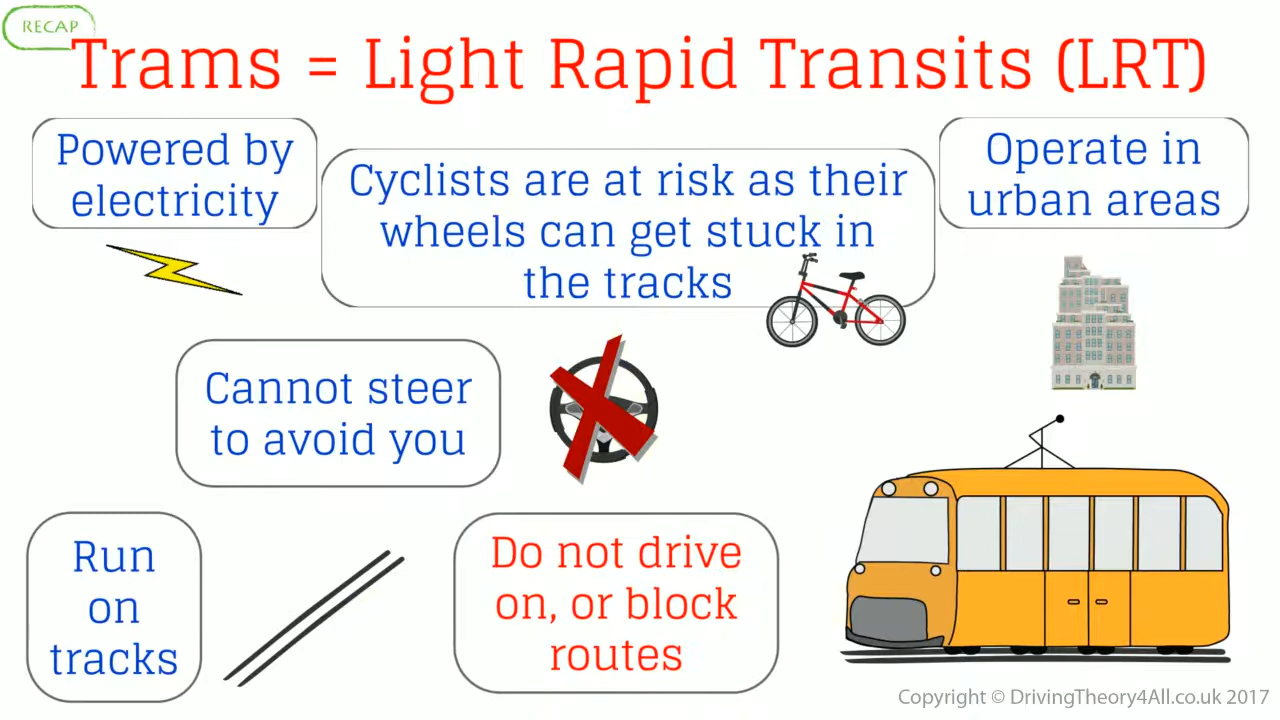 RECAP
Trams = Light Rapid Transits (LRT)
Powered by
electricity
Cyclists are at risk as their
wheels can get stuck in
the tracks
Operate in
urban areas
Cannot steer
to avoid you
Run
on
tracks
Do not drive
on, or block
routes
Copyright © DrivingTheory4All.co.uk 2017